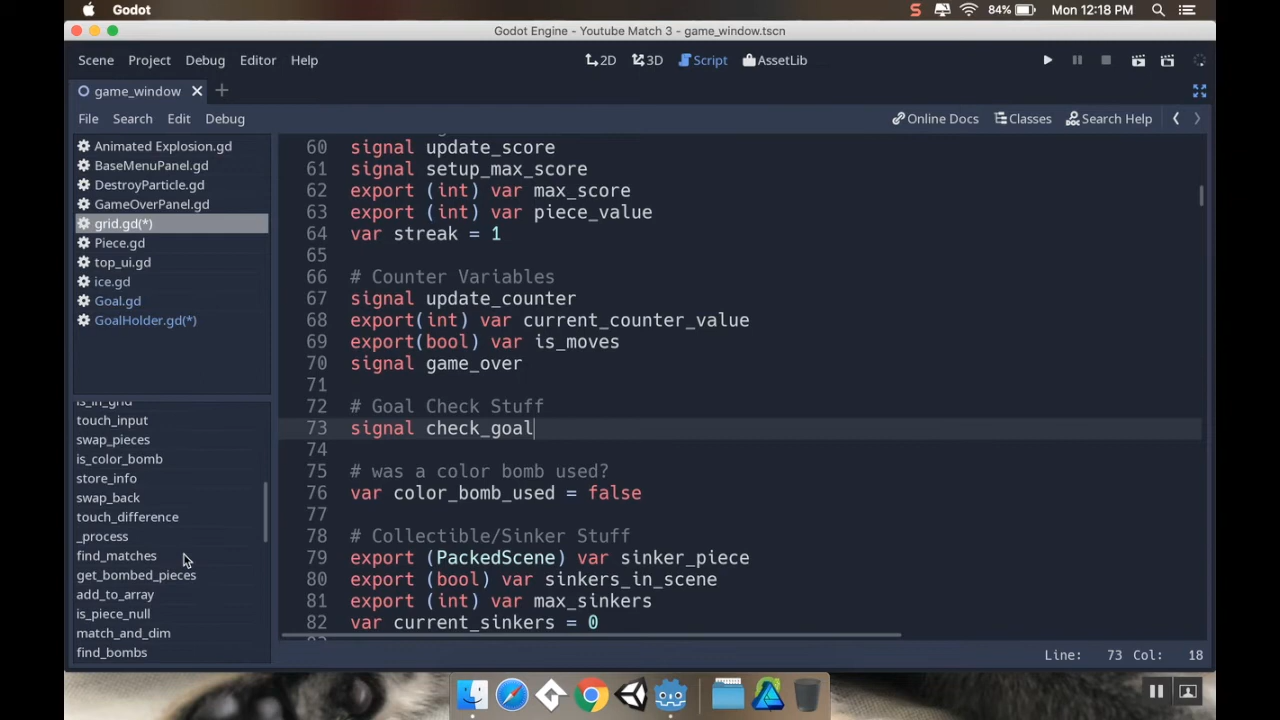 Godot
84%
Mon 12:18 PM
Godot Engine - Youtube Match 3 - game_window.tscn
Scene Project Debug Editor Help
2D 3D Script AssetLib
game_window
File Search Edit Debug
Online Docs Classes Search Help
Animated Explosion.gd
BaseMenuPanel.gd
DestroyParticle.gd
GameOverPanel.gd
grid.gd(*)
Piece.gd
top_ui.gd
ice.gd
Goal.gd
GoalHolder.gd(*)
is_in_grid
touch_input
swap_pieces
is_color_bomb
store_info
swap_back
touch_difference
_process
find_matches
get_bombed_pieces
add_to_array
is_piece_null
match_and_dim
find_bombs
60 signal update_score
61 signal setup_max_score
62 export (int) var max_score
63 export (int) var piece_value
64 var streak = 1
65
66 # Counter Variables
67 signal update_counter
68 export(int) var current_counter_value
69 export(bool) var is_moves
70 signal game_over
71
72 # Goal Check Stuff
73 signal check_goal
74
75 # was a color bomb used?
76 var color_bomb_used = false
77
78 # Collectible/Sinker Stuff
79 export (PackedScene) var sinker_piece
80 export (bool) var sinkers_in_scene
81 export (int) var max_sinkers
82 var current_sinkers = 0
Line: 73 Col: 18